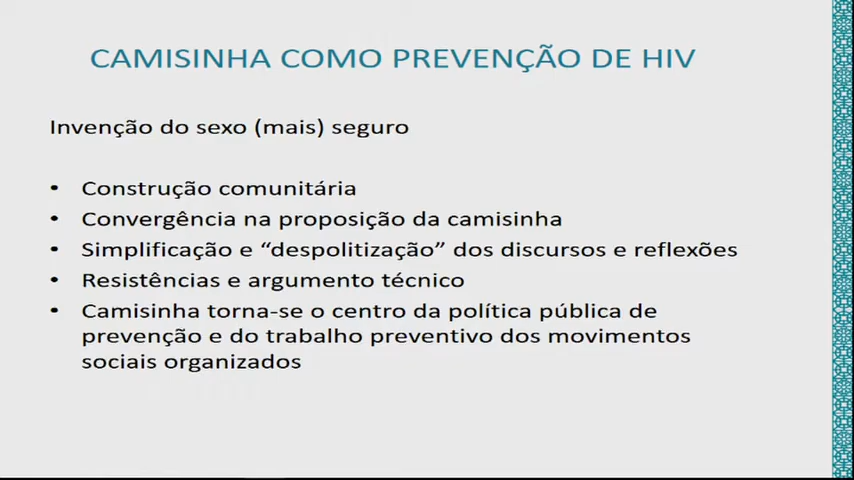 CAMISINHA COMO PREVENÇÃO DE HIV
Invenção do sexo (mais) seguro
• Construção comunitária
• Convergência na proposição da camisinha
• Simplificação e “despolitização” dos discursos e reflexões
• Resistências e argumento técnico
• Camisinha torna-se o centro da política pública de
prevenção e do trabalho preventivo dos movimentos
sociais organizados